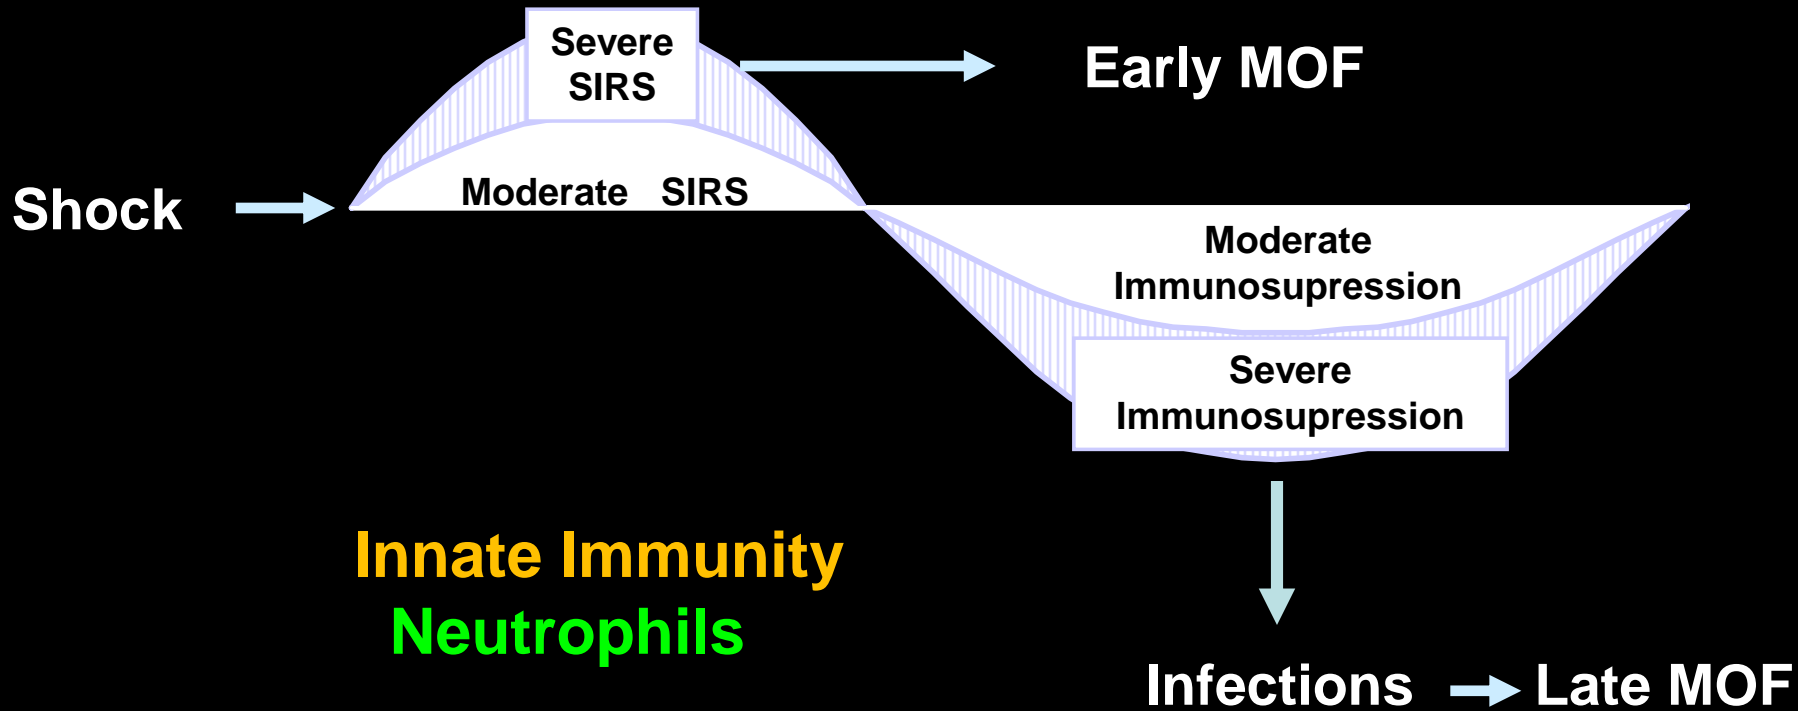 Severe
SIRS
Early MOF
Shock
Moderate SIRS
Moderate
Immunosupression
Severe
Immunosupression
Innate Immunity
Neutrophils
Infections
Late MOF